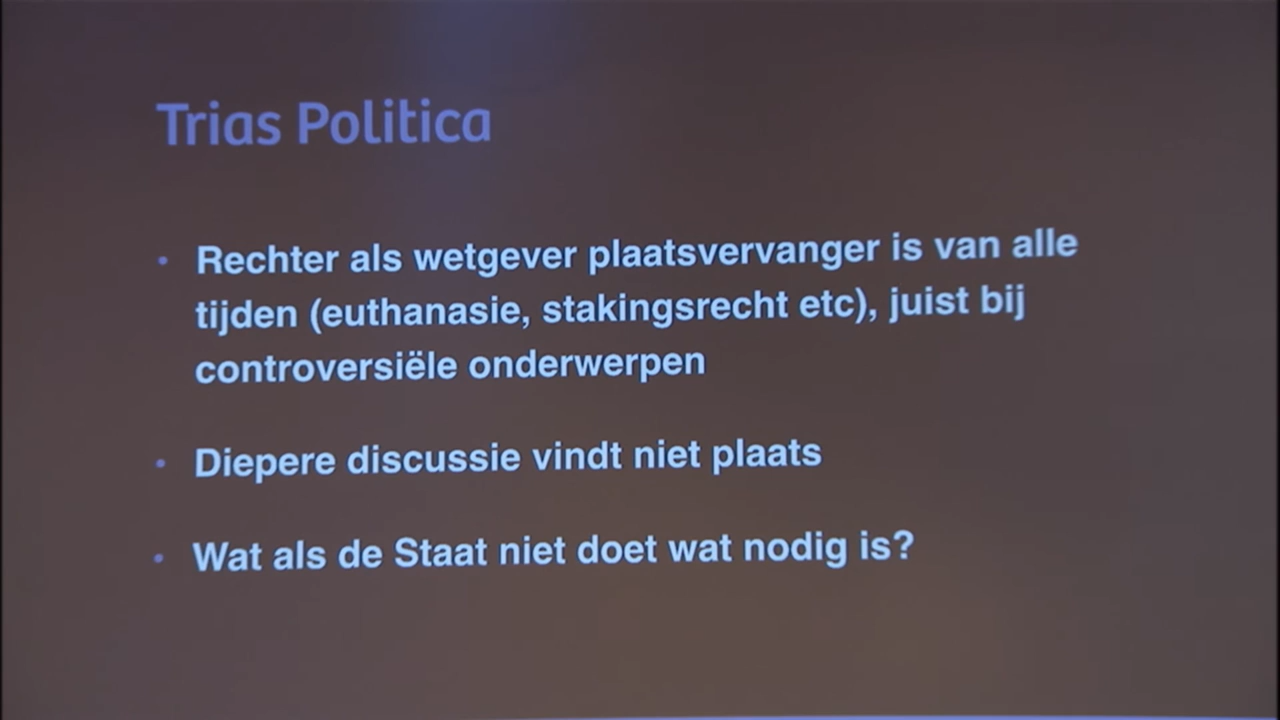 Trias Politica
• Rechter als wetgever plaatsvervanger is van alle
tijden (euthanasie, stakingsrecht etc), juist bij
controversiële onderwerpen
• Diepere discussie vindt niet plaats
• Wat als de Staat niet doet wat nodig is?